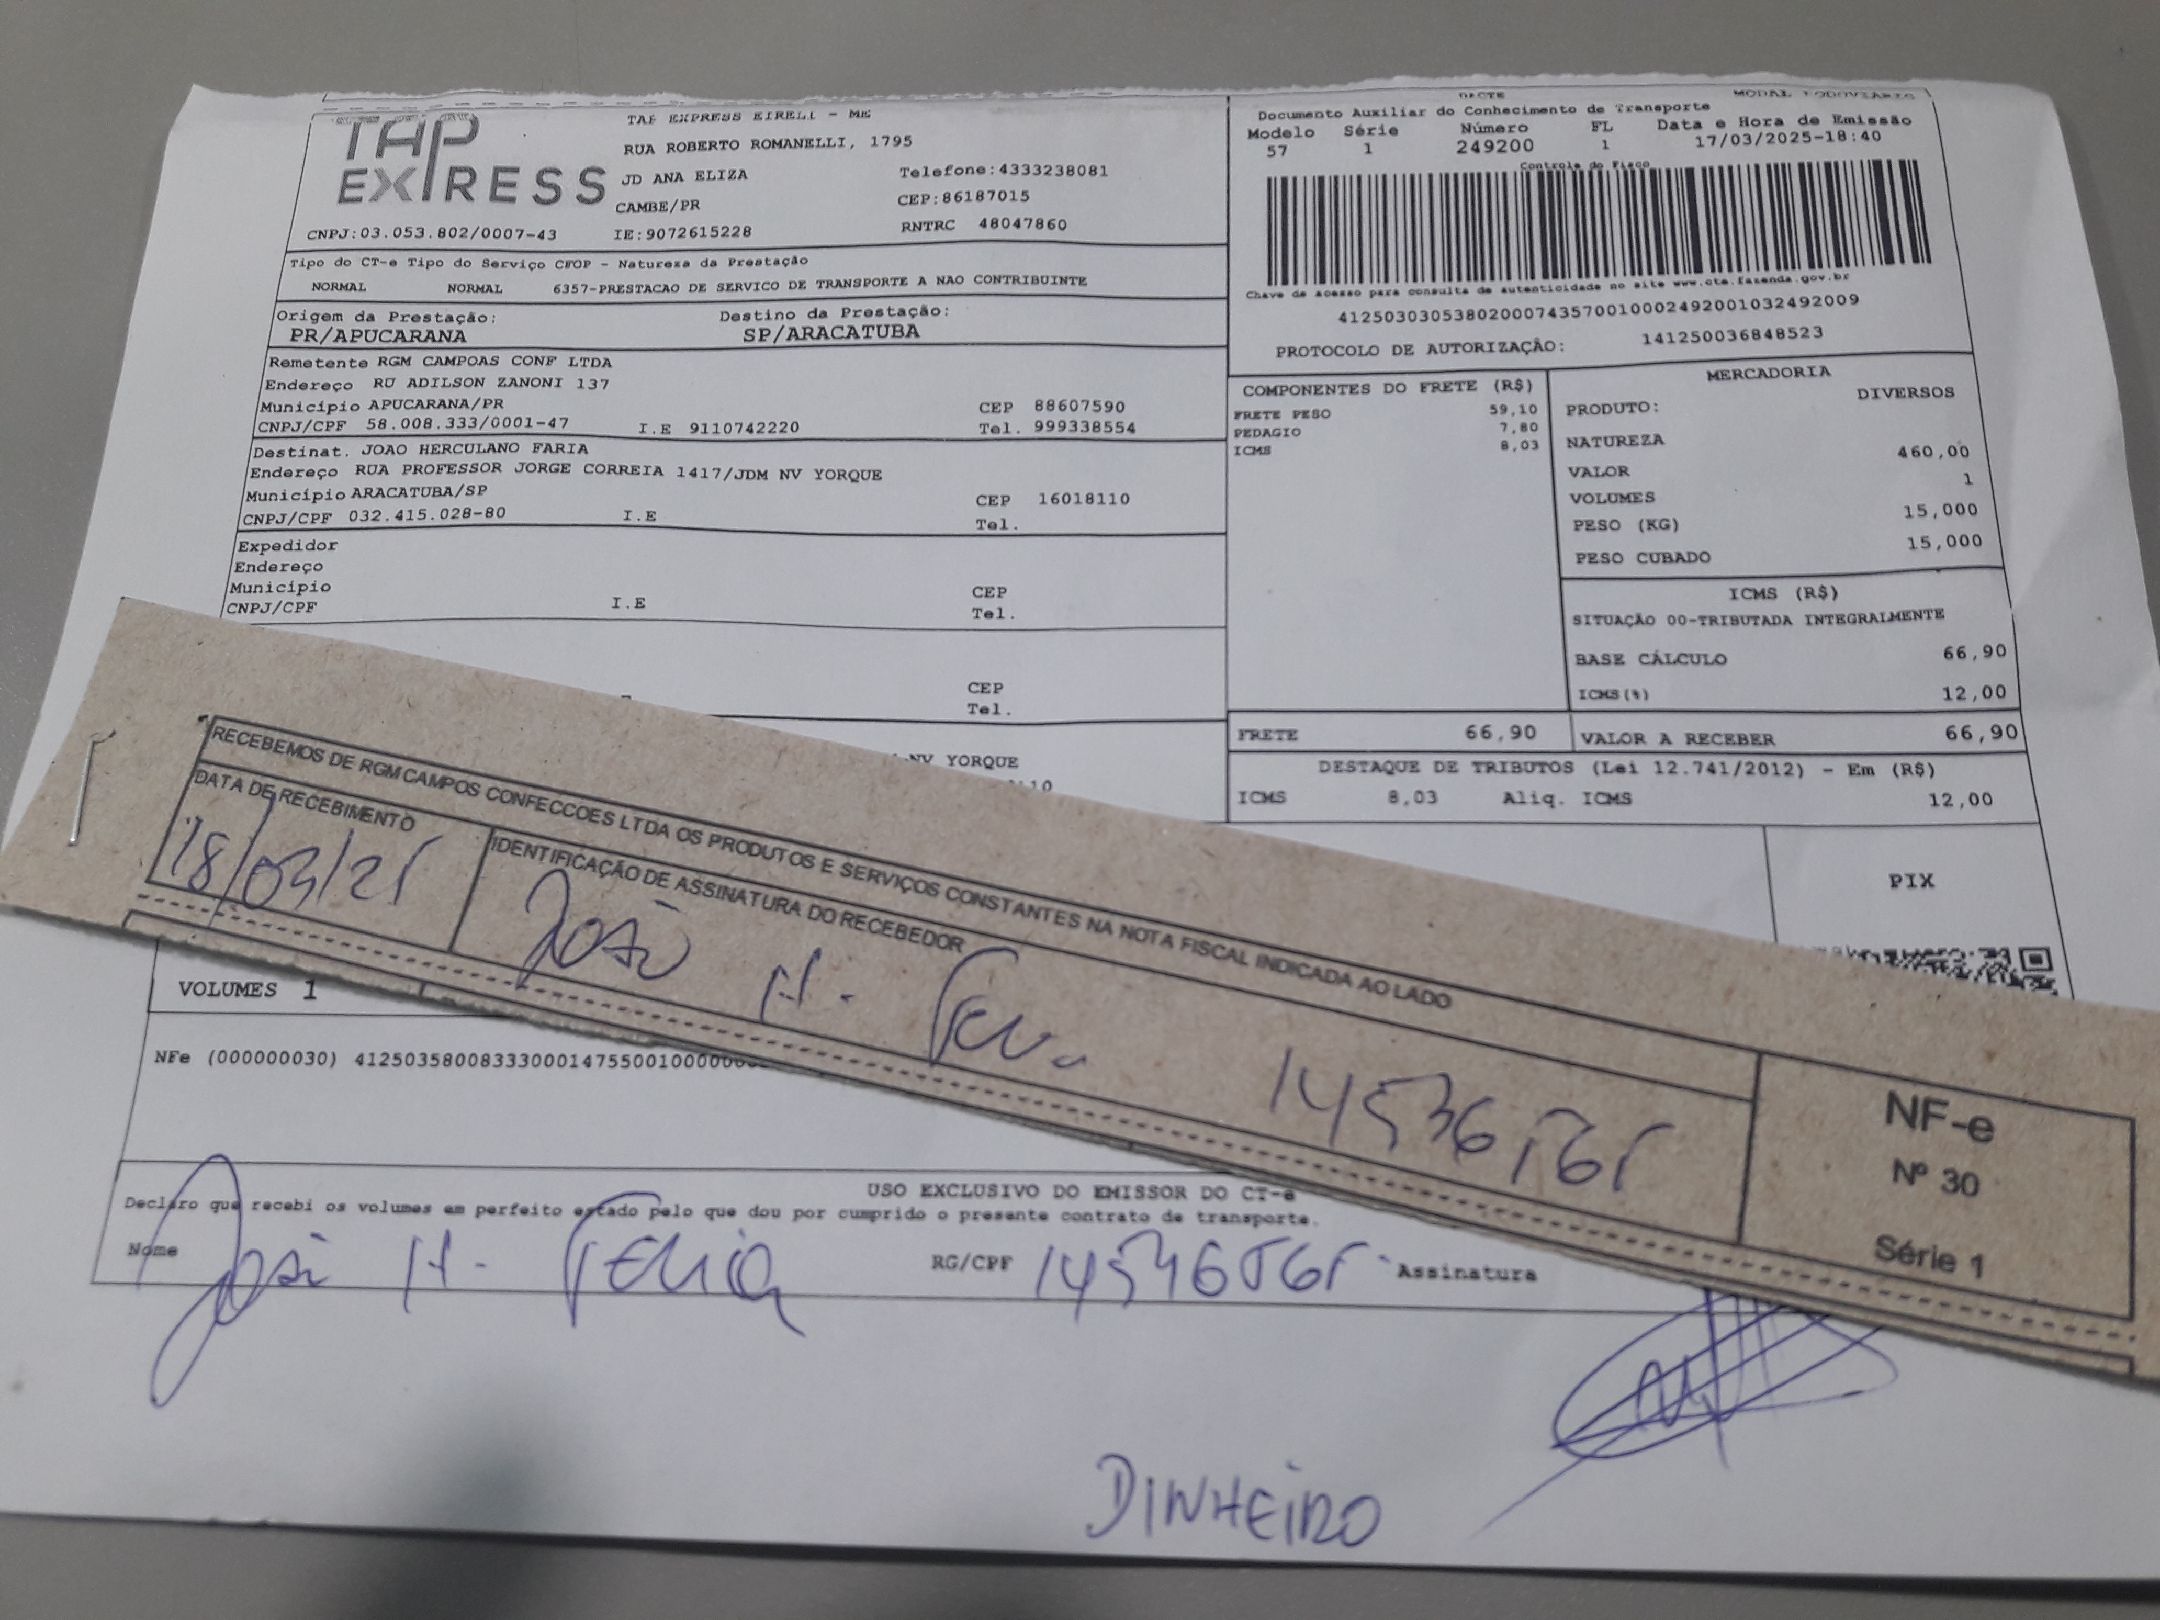 TAP
EXPRESS
TAP EXPRESS EIRELI - ME
RUA ROBERTO ROMANELLI, 1795
JD ANA ELIZA
Telefone:4333238081
CAMBE/PR
CEP:86187015
CNPJ:03.053.802/0007-43
IE:9072615228
RNTRC 48047860
DACTE
MODAL RODOVIARIO
Documento Auxiliar do Conhecimento de Transporte
Modelo Série Número FL Data e Hora de Emissão
57 1 249200 1 17/03/2025-18:40
Controle do Fisco
Chave de acesso para consulta de autenticidade no site www.cte.fazenda.gov.br
41250303053802000743570010002492001032492009
PROTOCOLO DE AUTORIZAÇÃO: 141250036848523
Tipo do CT-e Tipo do Serviço CFOP - Natureza da Prestação
NORMAL NORMAL 6357-PRESTACAO DE SERVICO DE TRANSPORTE A NAO CONTRIBUINTE
Origem da Prestação: Destino da Prestação:
PR/APUCARANA SP/ARACATUBA
Remetente RGM CAMPOAS CONF LTDA
Endereço RU ADILSON ZANONI 137
Município APUCARANA/PR CEP 88607590
CNPJ/CPF 58.008.333/0001-47 I.E 9110742220 Tel. 999338554
Destinat. JOAO HERCULANO FARIA
Endereço RUA PROFESSOR JORGE CORREIA 1417/JDM NV YORQUE
Município ARACATUBA/SP CEP 16018110
CNPJ/CPF 032.415.028-80 I.E Tel.
Expedidor
Endereço
Município CEP
CNPJ/CPF I.E Tel.
CEP
Tel.
NV YORQUE
10
COMPONENTES DO FRETE (R$)
FRETE PESO 59,10
PEDAGIO 7,80
ICMS 8,03
MERCADORIA
PRODUTO: DIVERSOS
NATUREZA
VALOR 460,00
VOLUMES 1
PESO (KG) 15,000
PESO CUBADO 15,000
ICMS (R$)
SITUAÇÃO 00-TRIBUTADA INTEGRALMENTE
BASE CÁLCULO 66,90
ICMS(%) 12,00
FRETE 66,90 VALOR A RECEBER 66,90
DESTAQUE DE TRIBUTOS (Lei 12.741/2012) - Em (R$)
ICMS 8,03 Aliq. ICMS 12,00
PIX
RECEBEMOS DE RGM CAMPOS CONFECCOES LTDA OS PRODUTOS E SERVIÇOS CONSTANTES NA NOTA FISCAL INDICADA AO LADO
DATA DE RECEBIMENTO
IDENTIFICAÇÃO DE ASSINATURA DO RECEBEDOR
18/03/25
João H.
NF-e
Nº 30
Série 1
VOLUMES 1
NFe (000000030) 4125035800833300014755001000000
USO EXCLUSIVO DO EMISSOR DO CT-e
Declaro que recebi os volumes em perfeito estado pelo que dou por cumprido o presente contrato de transporte.
Nome João H. FERIA RG/CPF Assinatura
DINHEIRO